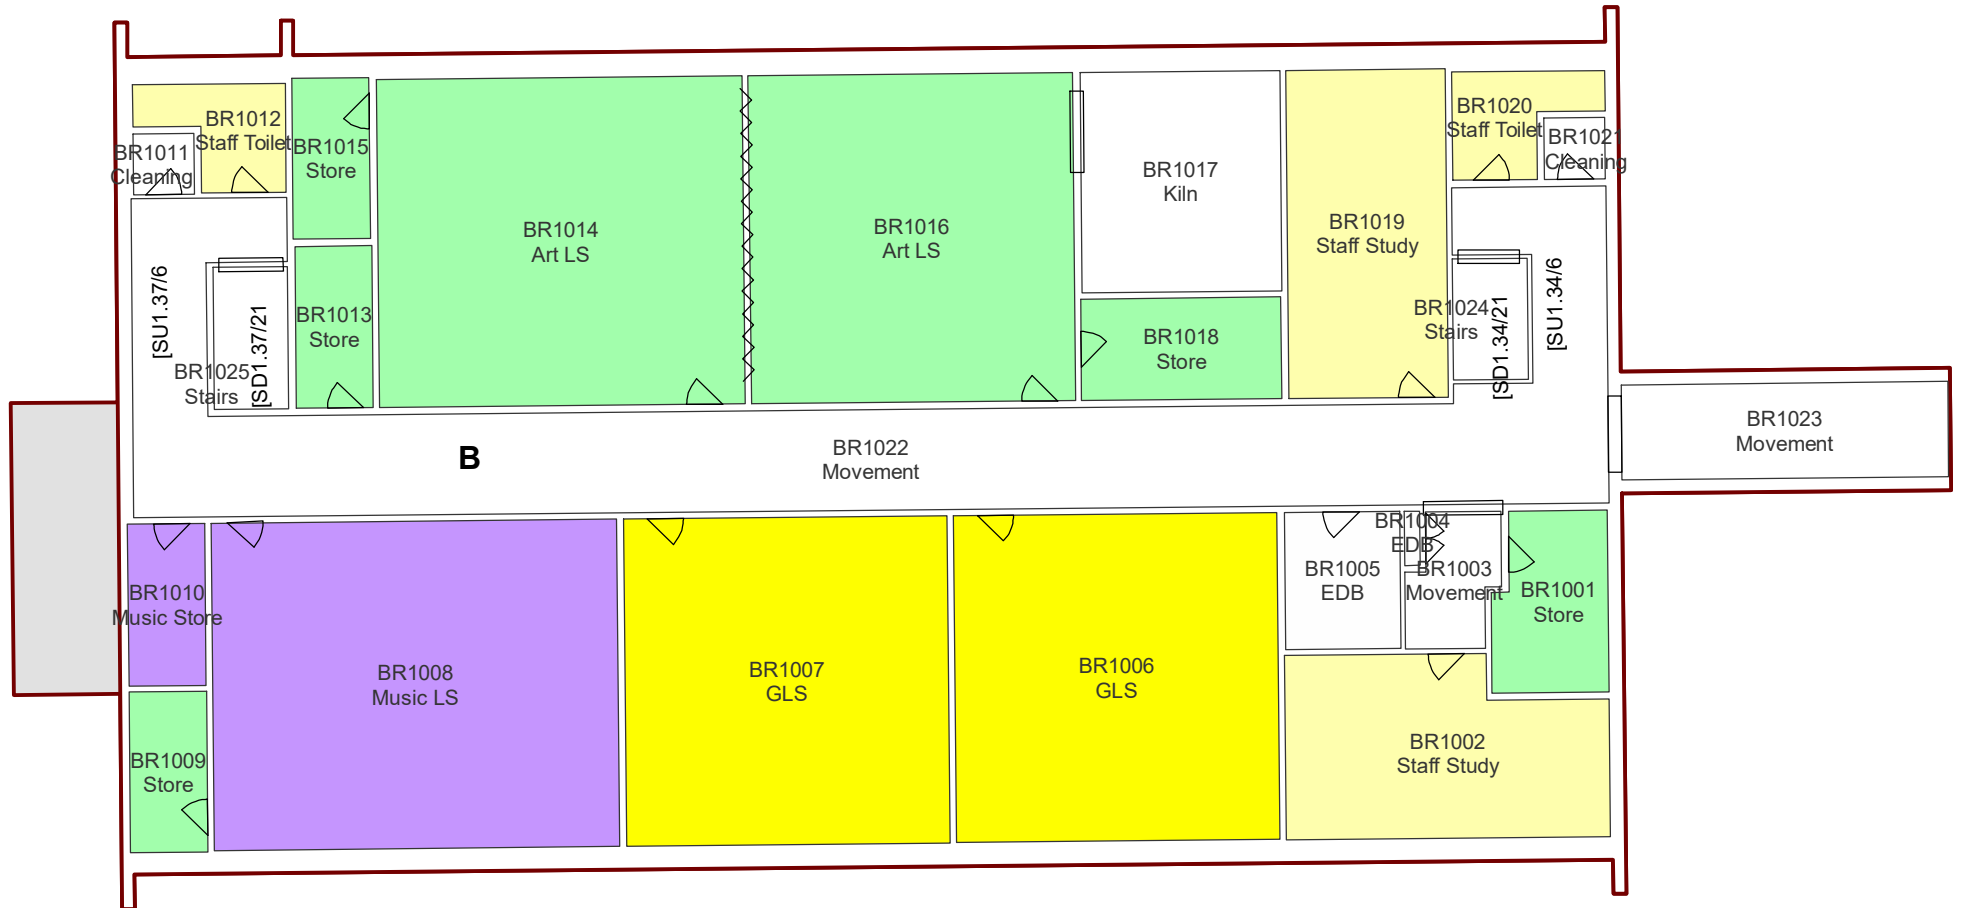 BR1012
Staff Toilet
BR1011
Cleaning
BR1015
Store
BR1014
Art LS
BR1016
Art LS
BR1017
Kiln
BR1019
Staff Study
BR1020
Staff Toilet
BR1021
Cleaning
[SU1.37/6
[SD1.37/21
BR1025
Stairs
BR1013
Store
BR1018
Store
BR1024
Stairs
[SD1.34/21
[SU1.34/6
B
BR1022
Movement
BR1023
Movement
BR1010
Music Store
BR1008
Music LS
BR1007
GLS
BR1006
GLS
BR1005
EDB
BR1004
EDB
BR1003
Movement
BR1001
Store
BR1009
Store
BR1002
Staff Study